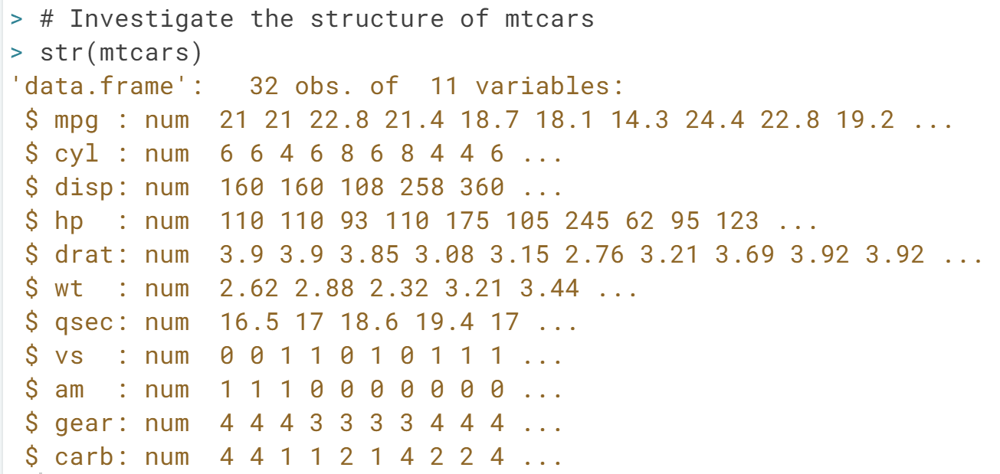 > # Investigate the structure of mtcars
> str(mtcars)
'data.frame':   32 obs. of  11 variables:
 $ mpg : num  21 21 22.8 21.4 18.7 18.1 14.3 24.4 22.8 19.2 ...
 $ cyl : num  6 6 4 6 8 6 8 4 4 6 ...
 $ disp: num  160 160 108 258 360 ...
 $ hp  : num  110 110 93 110 175 105 245 62 95 123 ...
 $ drat: num  3.9 3.9 3.85 3.08 3.15 2.76 3.21 3.69 3.92 3.92 ...
 $ wt  : num  2.62 2.88 2.32 3.21 3.44 ...
 $ qsec: num  16.5 17 18.6 19.4 17 ...
 $ vs  : num  0 0 1 1 0 1 0 1 1 1 ...
 $ am  : num  1 1 1 0 0 0 0 0 0 0 ...
 $ gear: num  4 4 4 3 3 3 3 4 4 4 ...
 $ carb: num  4 4 1 1 2 1 4 2 2 4 ...